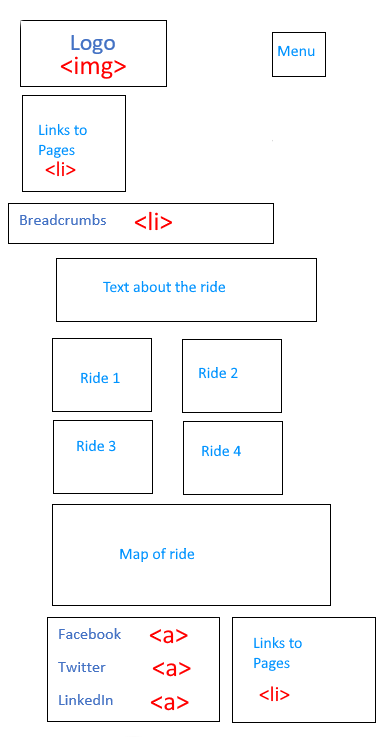 Logo
<img>
Menu
Links to
Pages
<li>
Breadcrumbs <li>
Text about the ride
Ride 1
Ride 2
Ride 3
Ride 4
Map of ride
Facebook <a>
Twitter <a>
LinkedIn <a>
Links to
Pages
<li>